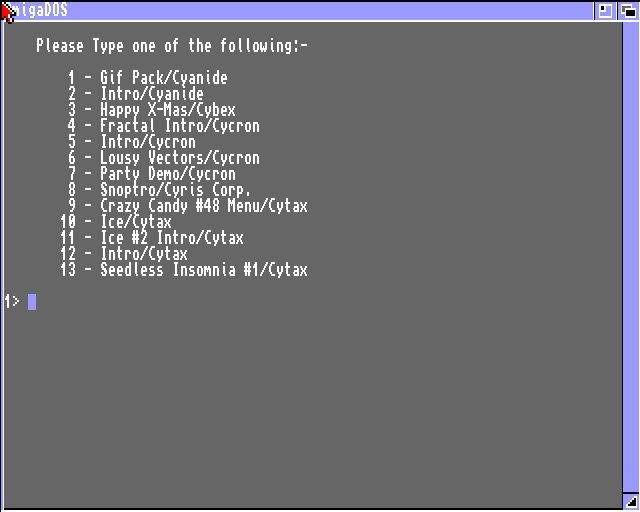 migaDOS
Please Type one of the following:-
1 - Gif Pack/Cyanide
2 - Intro/Cyanide
3 - Happy X-Mas/Cybex
4 - Fractal Intro/Cycron
5 - Intro/Cycron
6 - Lousy Vectors/Cycron
7 - Party Demo/Cycron
8 - Snoptro/Cyris Corp.
9 - Crazy Candy #48 Menu/Cytax
10 - Ice/Cytax
11 - Ice #2 Intro/Cytax
12 - Intro/Cytax
13 - Seedless Insomnia #1/Cytax
1>